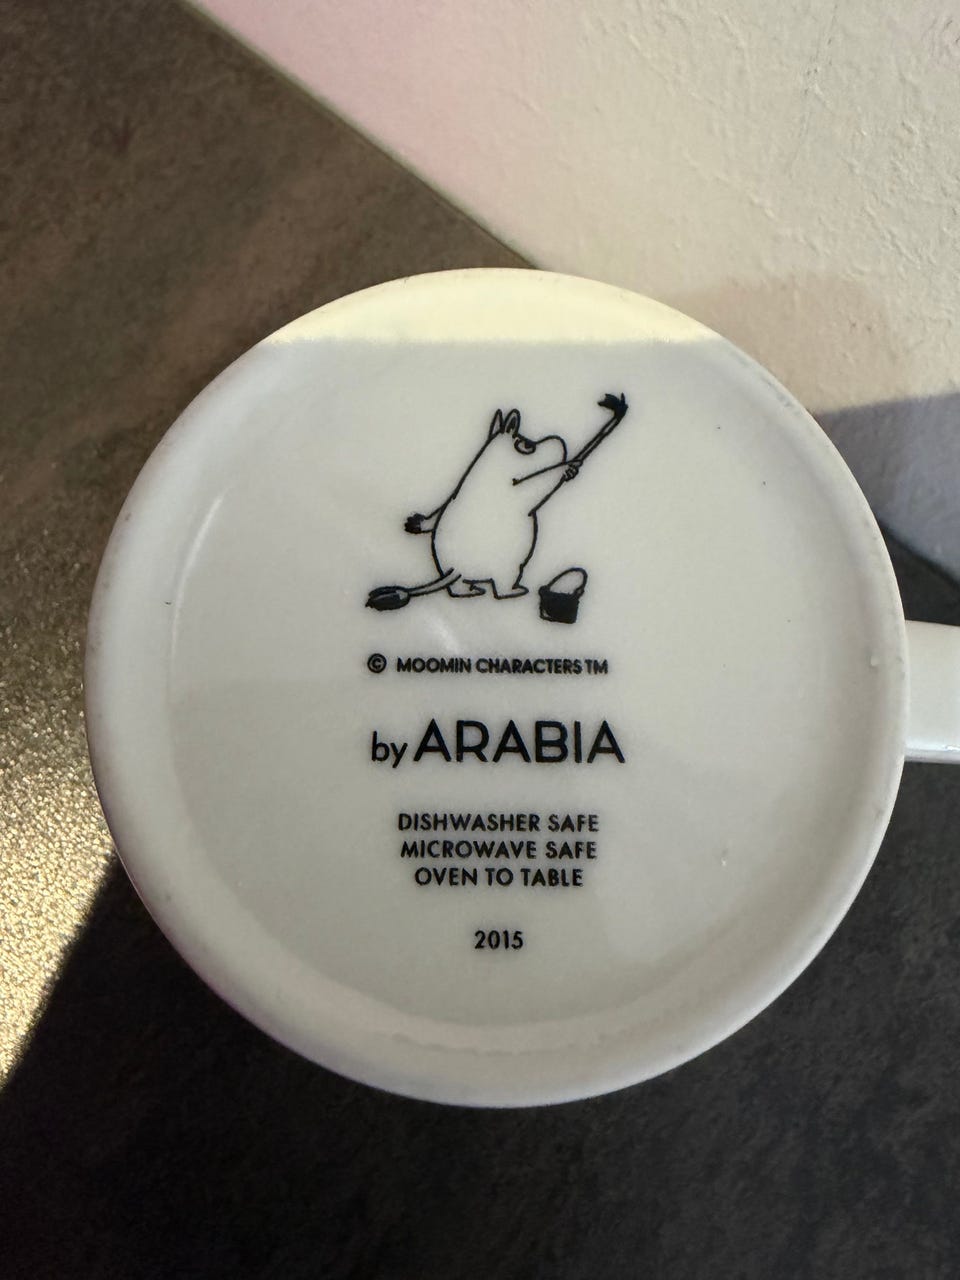 © MOOMIN CHARACTERS TM
by ARABIA
DISHWASHER SAFE
MICROWAVE SAFE
OVEN TO TABLE
2015